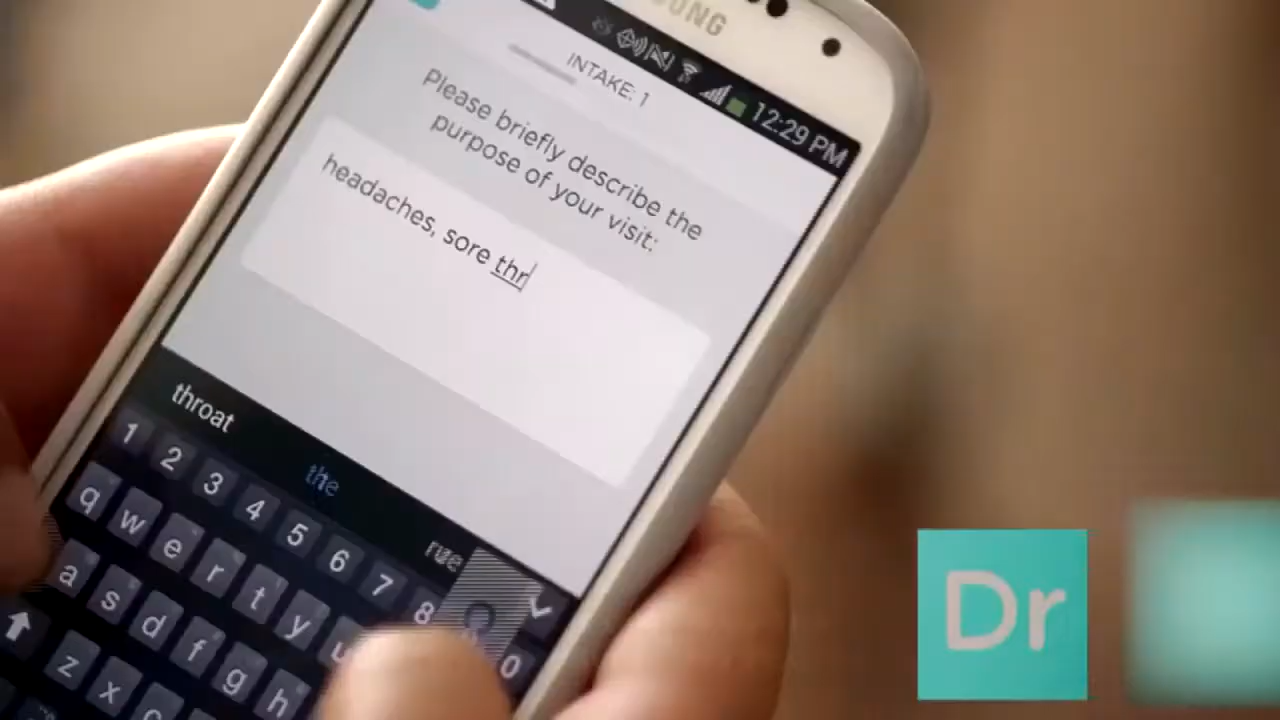 SUNG
12:29 PM
INTAKE: 1
Please briefly describe the
purpose of your visit:
headaches, sore thr
throat
the
1 2 3 4 5 6 7 8 0
q w e r t y u
a s d f g h
z x c
Dr